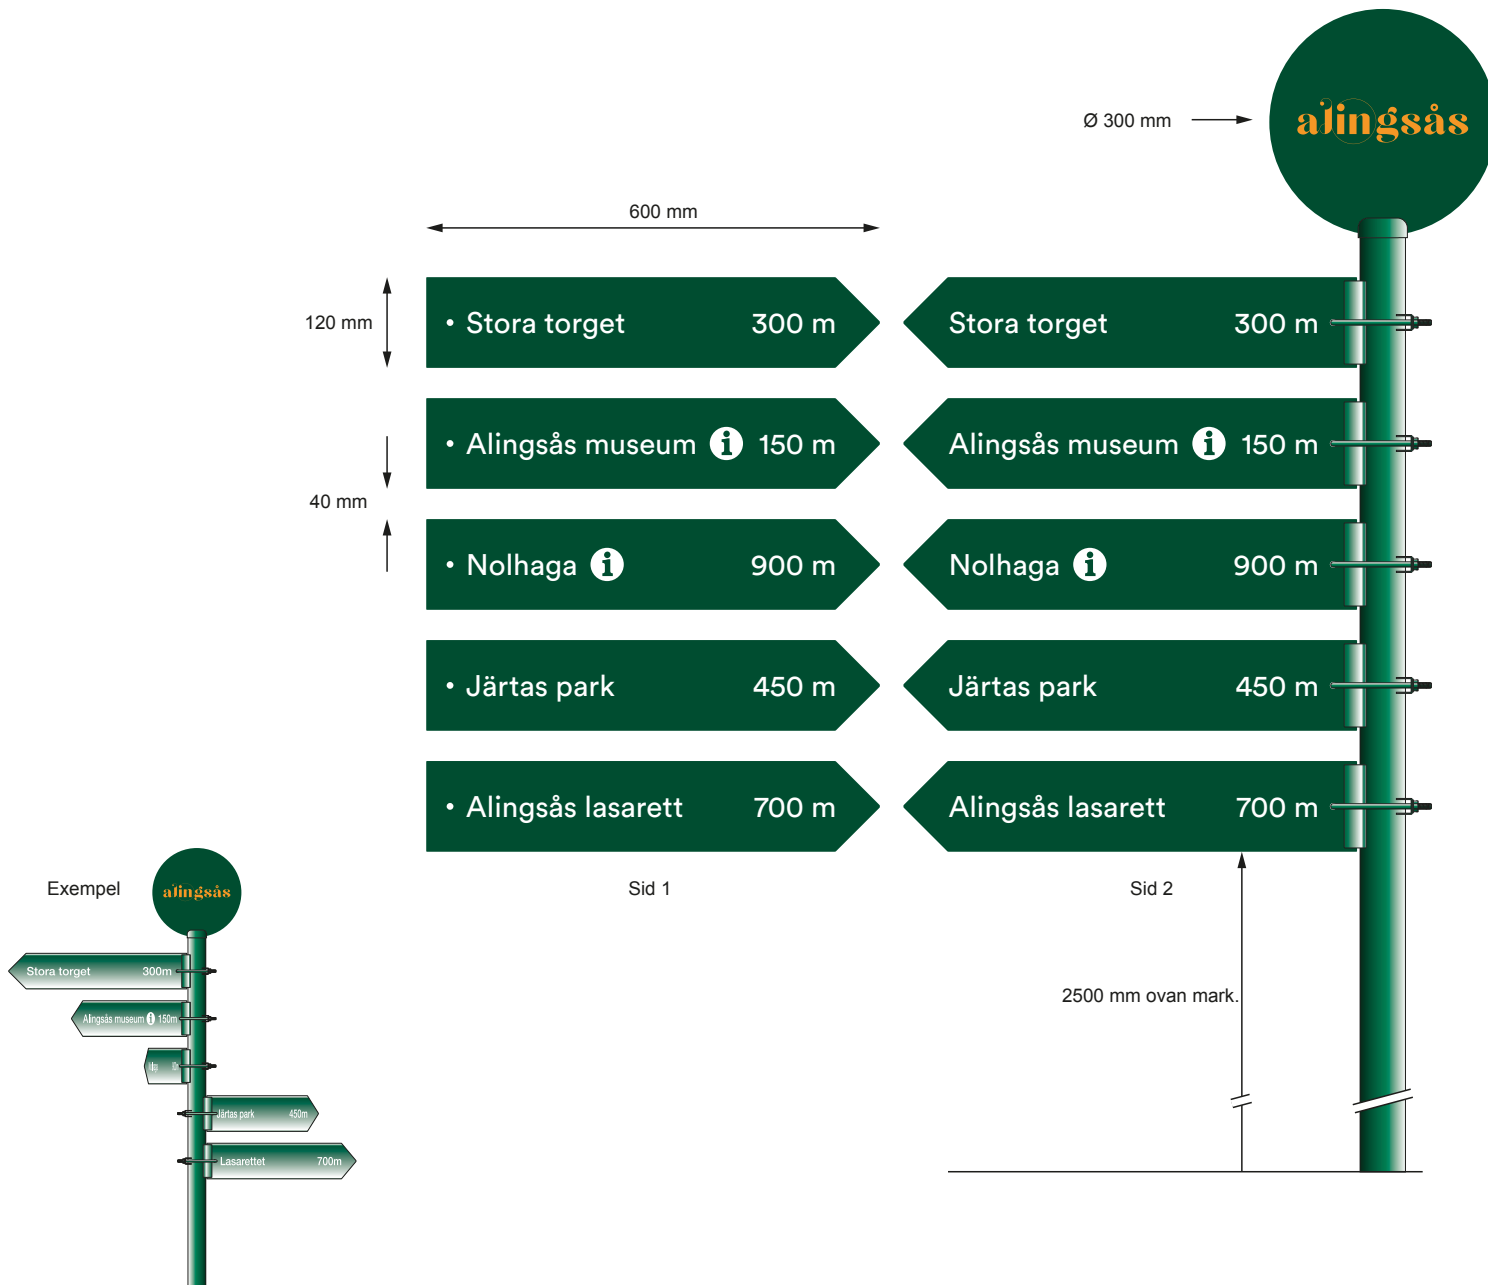 alingsås
Ø 300 mm
600 mm
120 mm
40 mm
• Stora torget 300 m
Stora torget 300 m
• Alingsås museum i 150 m
Alingsås museum i 150 m
• Nolhaga i 900 m
Nolhaga i 900 m
• Järtas park 450 m
Järtas park 450 m
• Alingsås lasarett 700 m
Alingsås lasarett 700 m
Sid 1
Sid 2
2500 mm ovan mark.
Exempel
alingsås
Stora torget 300m
Alingsås museum i 150m
Järtas park 450m
Lasarettet 700m